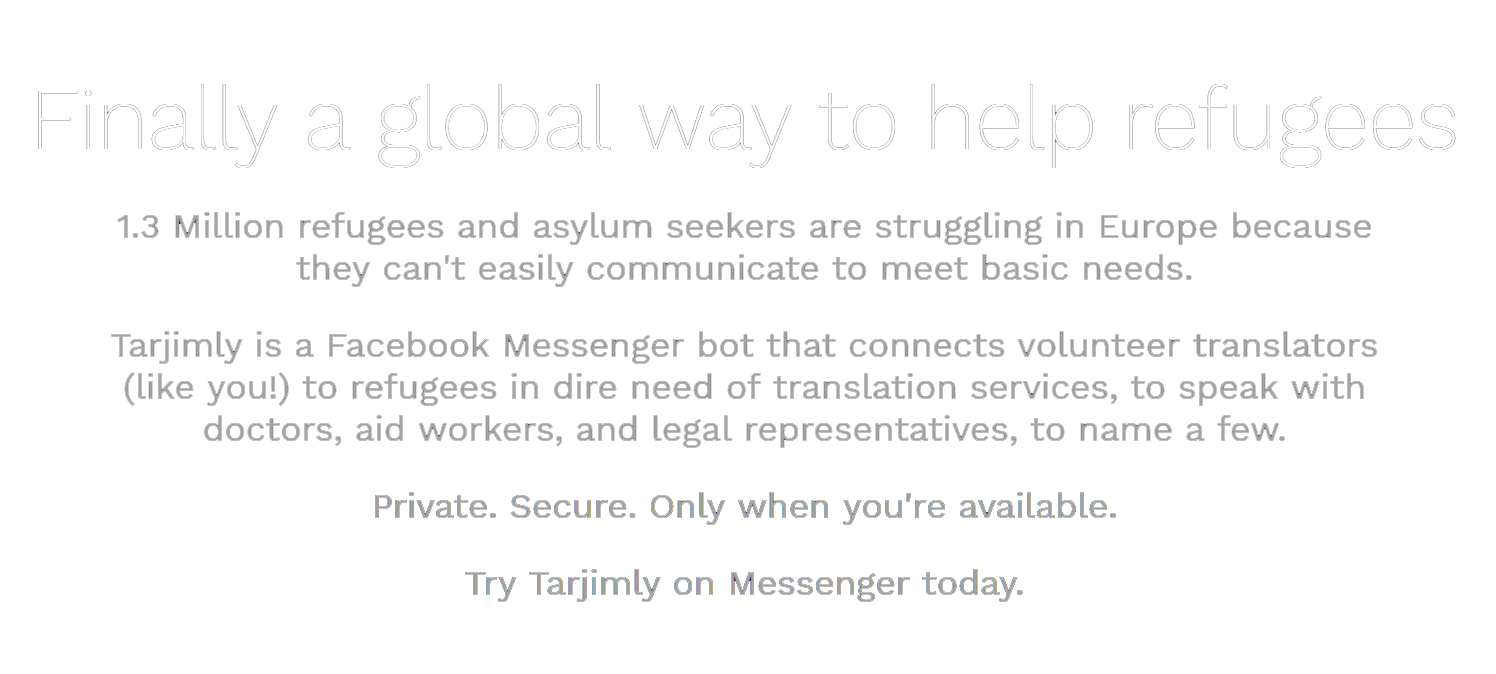 Finally a global way to help refugees
1.3 Million refugees and asylum seekers are struggling in Europe because
they can't easily communicate to meet basic needs.
Tarjimly is a Facebook Messenger bot that connects volunteer translators
(like you!) to refugees in dire need of translation services, to speak with
doctors, aid workers, and legal representatives, to name a few.
Private. Secure. Only when you're available.
Try Tarjimly on Messenger today.